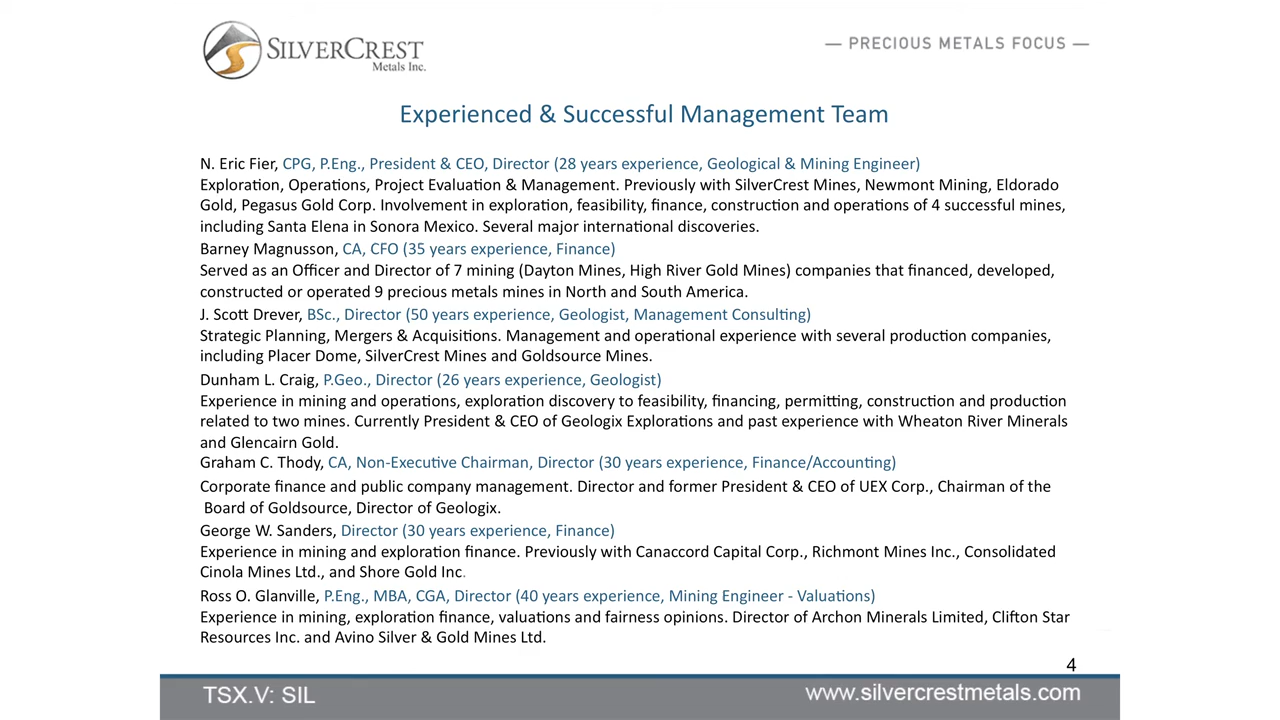 SILVERCREST
Metals Inc.
— PRECIOUS METALS FOCUS —
Experienced & Successful Management Team
N. Eric Fier, CPG, P.Eng., President & CEO, Director (28 years experience, Geological & Mining Engineer)
Exploration, Operations, Project Evaluation & Management. Previously with SilverCrest Mines, Newmont Mining, Eldorado
Gold, Pegasus Gold Corp. Involvement in exploration, feasibility, finance, construction and operations of 4 successful mines,
including Santa Elena in Sonora Mexico. Several major international discoveries.
Barney Magnusson, CA, CFO (35 years experience, Finance)
Served as an Officer and Director of 7 mining (Dayton Mines, High River Gold Mines) companies that financed, developed,
constructed or operated 9 precious metals mines in North and South America.
J. Scott Drever, BSc., Director (50 years experience, Geologist, Management Consulting)
Strategic Planning, Mergers & Acquisitions. Management and operational experience with several production companies,
including Placer Dome, SilverCrest Mines and Goldsource Mines.
Dunham L. Craig, P.Geo., Director (26 years experience, Geologist)
Experience in mining and operations, exploration discovery to feasibility, financing, permitting, construction and production
related to two mines. Currently President & CEO of Geologix Explorations and past experience with Wheaton River Minerals
and Glencairn Gold.
Graham C. Thody, CA, Non-Executive Chairman, Director (30 years experience, Finance/Accounting)
Corporate finance and public company management. Director and former President & CEO of UEX Corp., Chairman of the
Board of Goldsource, Director of Geologix.
George W. Sanders, Director (30 years experience, Finance)
Experience in mining and exploration finance. Previously with Canaccord Capital Corp., Richmont Mines Inc., Consolidated
Cinola Mines Ltd., and Shore Gold Inc.
Ross O. Glanville, P.Eng., MBA, CGA, Director (40 years experience, Mining Engineer - Valuations)
Experience in mining, exploration finance, valuations and fairness opinions. Director of Archon Minerals Limited, Clifton Star
Resources Inc. and Avino Silver & Gold Mines Ltd.
4
TSX.V: SIL
www.silvercrestmetals.com